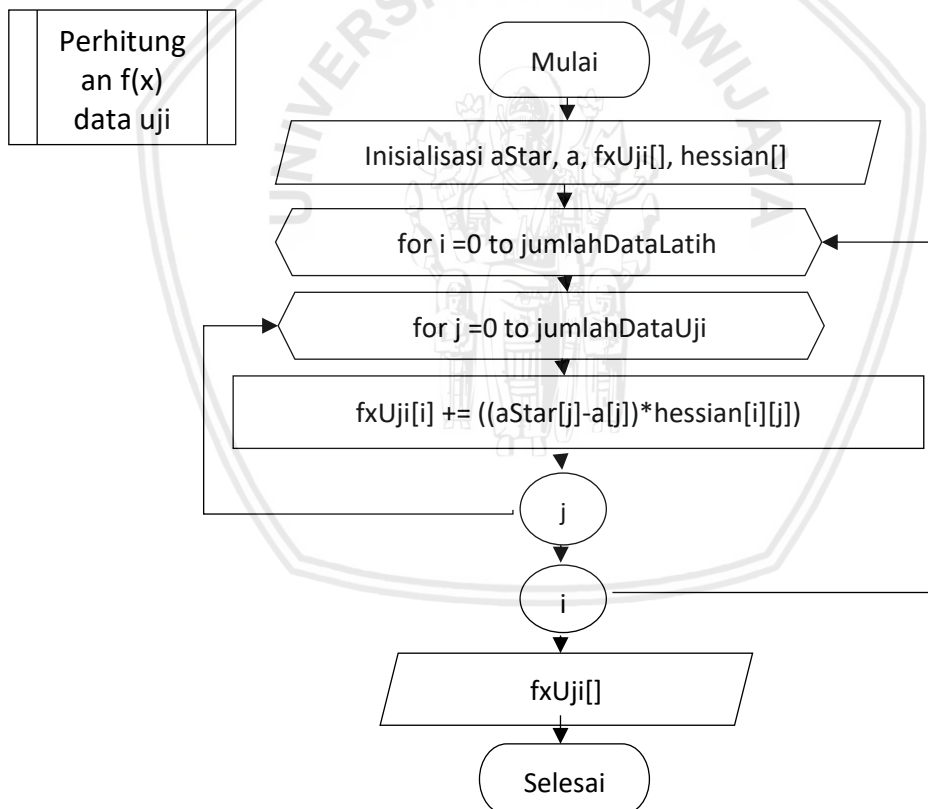 Perhitung
an f(x)
data uji
Mulai
Inisialisasi aStar, a, fxUji[], hessian[]
for i =0 to jumlahDataLatih
for j =0 to jumlahDataUji
fxUji[i] += ((aStar[j]-a[j])*hessian[i][j])
j
i
fxUji[]
Selesai